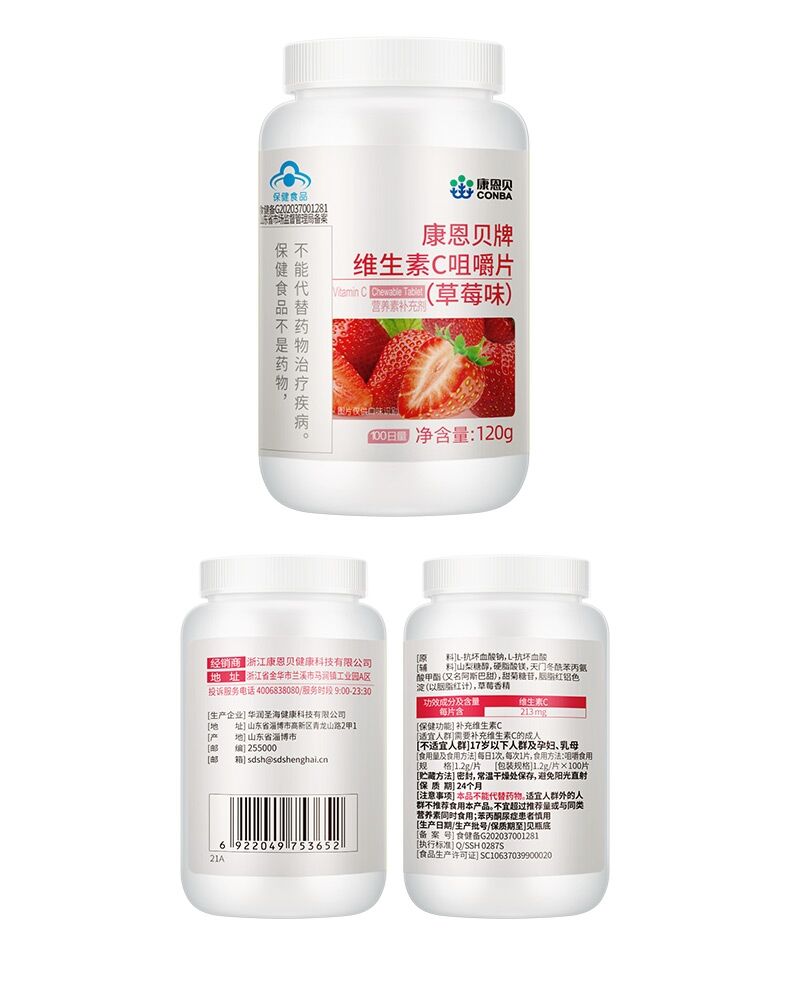 康恩贝
CONBA
保健食品
食健备G202037001281
山东省市场监督管理局备案
不能代替药物治疗疾病。
保健食品不是药物，
康恩贝牌
维生素C咀嚼片
(草莓味)
Vitamin C Chewable Tablet
营养素补充剂
图片仅供口味识别
100日量 净含量:120g
经销商 浙江康恩贝健康科技有限公司
地 址 浙江省金华市兰溪市马涧镇工业园A区
投诉服务电话 4006838080/服务时段 9:00-23:30
[生产企业] 华润圣海健康科技有限公司
[地 址] 山东省淄博市高新区青龙山路2甲1
[产 地] 山东省淄博市
[邮 编] 255000
[邮 箱] sdsh@sdshenghai.cn
6 922049 753652
21A
[原 料]L-抗坏血酸钠, L-抗坏血酸
[辅 料]山梨糖醇, 硬脂酸镁, 天门冬酰苯丙氨
酸甲酯 (又名阿斯巴甜) , 甜菊糖苷, 胭脂红铝色
淀 (以胭脂红计) , 草莓香精
功效成分及含量 维生素C
每片含 213mg
[保健功能] 补充维生素C
[适宜人群]需要补充维生素C的成人
[不适宜人群]17岁以下人群及孕妇、乳母
[食用量及食用方法] 每日1次, 每次1片, 食用方法:咀嚼食用
[规 格]1.2g/片 [包装规格]1.2g/片×100片
[贮藏方法] 密封, 常温干燥处保存, 避免阳光直射
[保 质 期] 24个月
[注意事项] 本品不能代替药物。适宜人群外的人
群不推荐食用本产品。不宜超过推荐量或与同类
营养素同时食用; 苯丙酮尿症患者慎用
[生产日期/生产批号/保质期至]见瓶底
[备 案 号] 食健备G202037001281
[执行标准] Q/SSH 0287S
[食品生产许可证] SC10637039900020